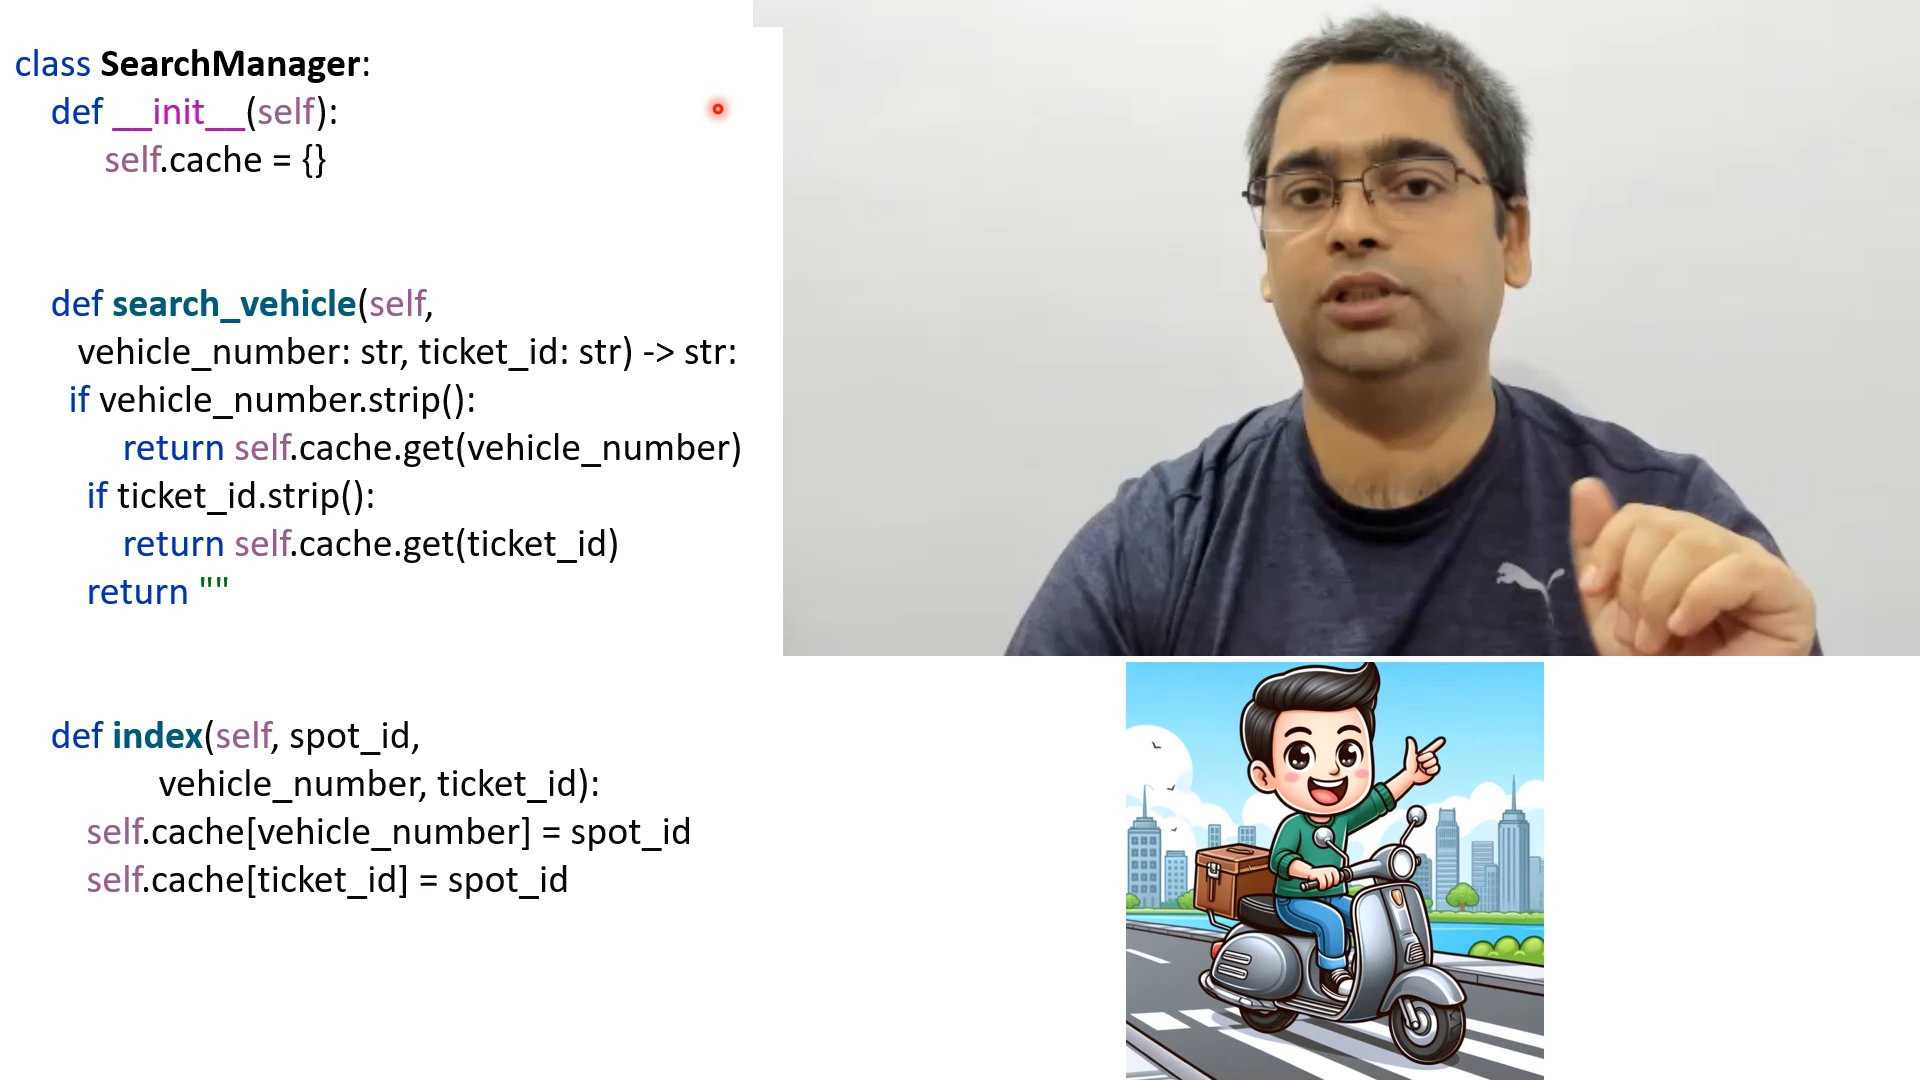 class SearchManager:
def __init__(self):
self.cache = {}
def search_vehicle(self,
vehicle_number: str, ticket_id: str) -> str:
if vehicle_number.strip():
return self.cache.get(vehicle_number)
if ticket_id.strip():
return self.cache.get(ticket_id)
return ""
def index(self, spot_id,
vehicle_number, ticket_id):
self.cache[vehicle_number] = spot_id
self.cache[ticket_id] = spot_id